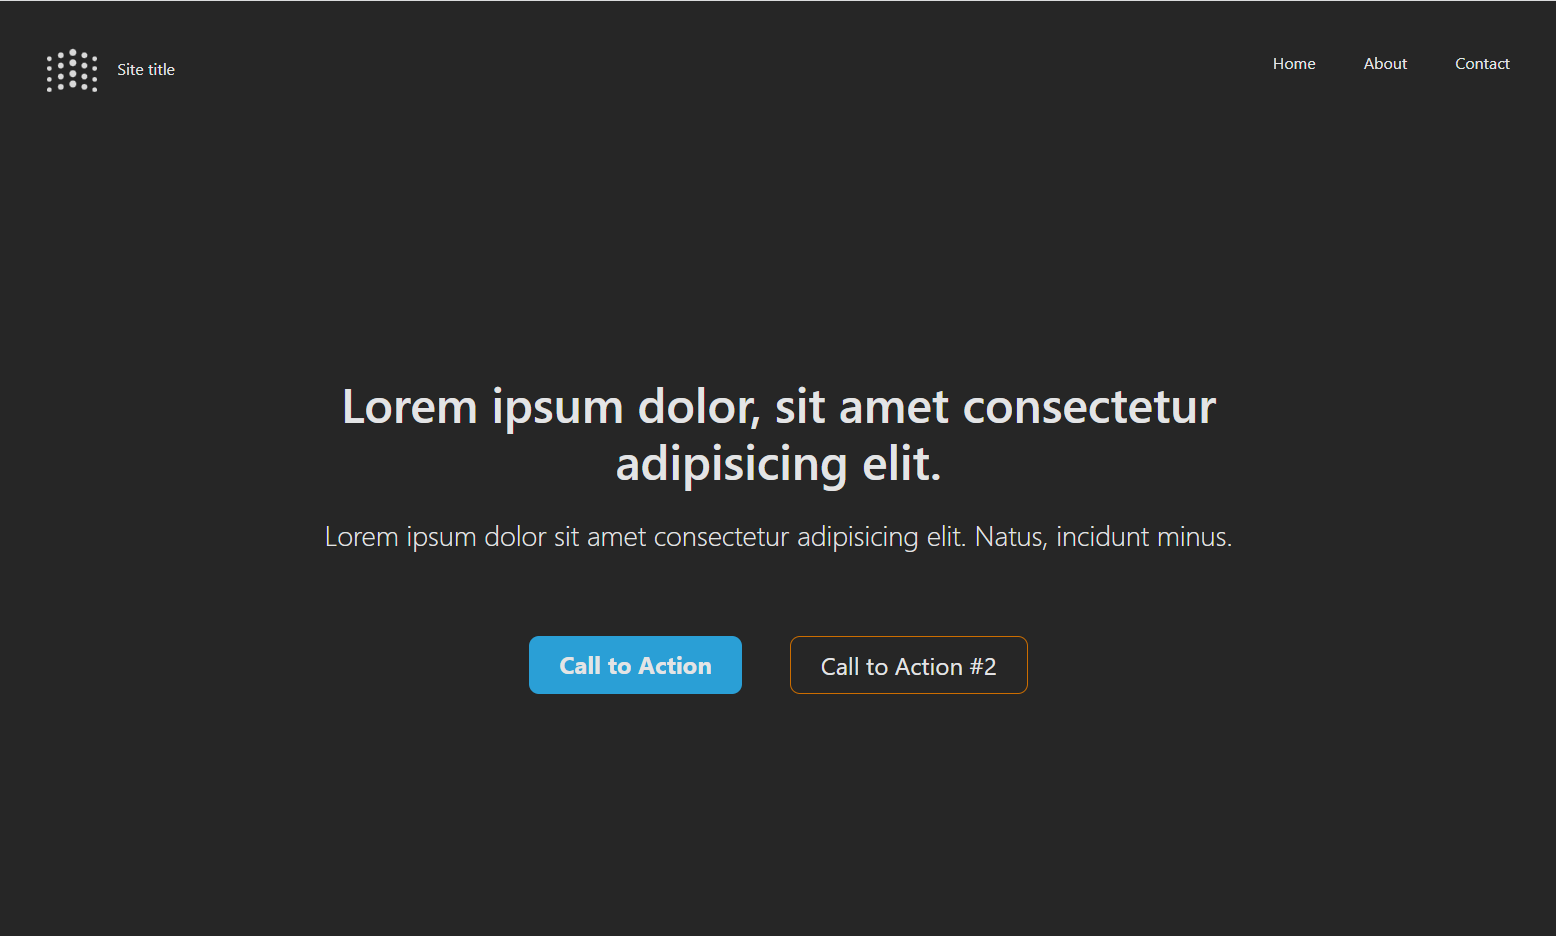 Site title
Home
About
Contact
Lorem ipsum dolor, sit amet consectetur
adipisicing elit.
Lorem ipsum dolor sit amet consectetur adipisicing elit. Natus, incidunt minus.
Call to Action
Call to Action #2